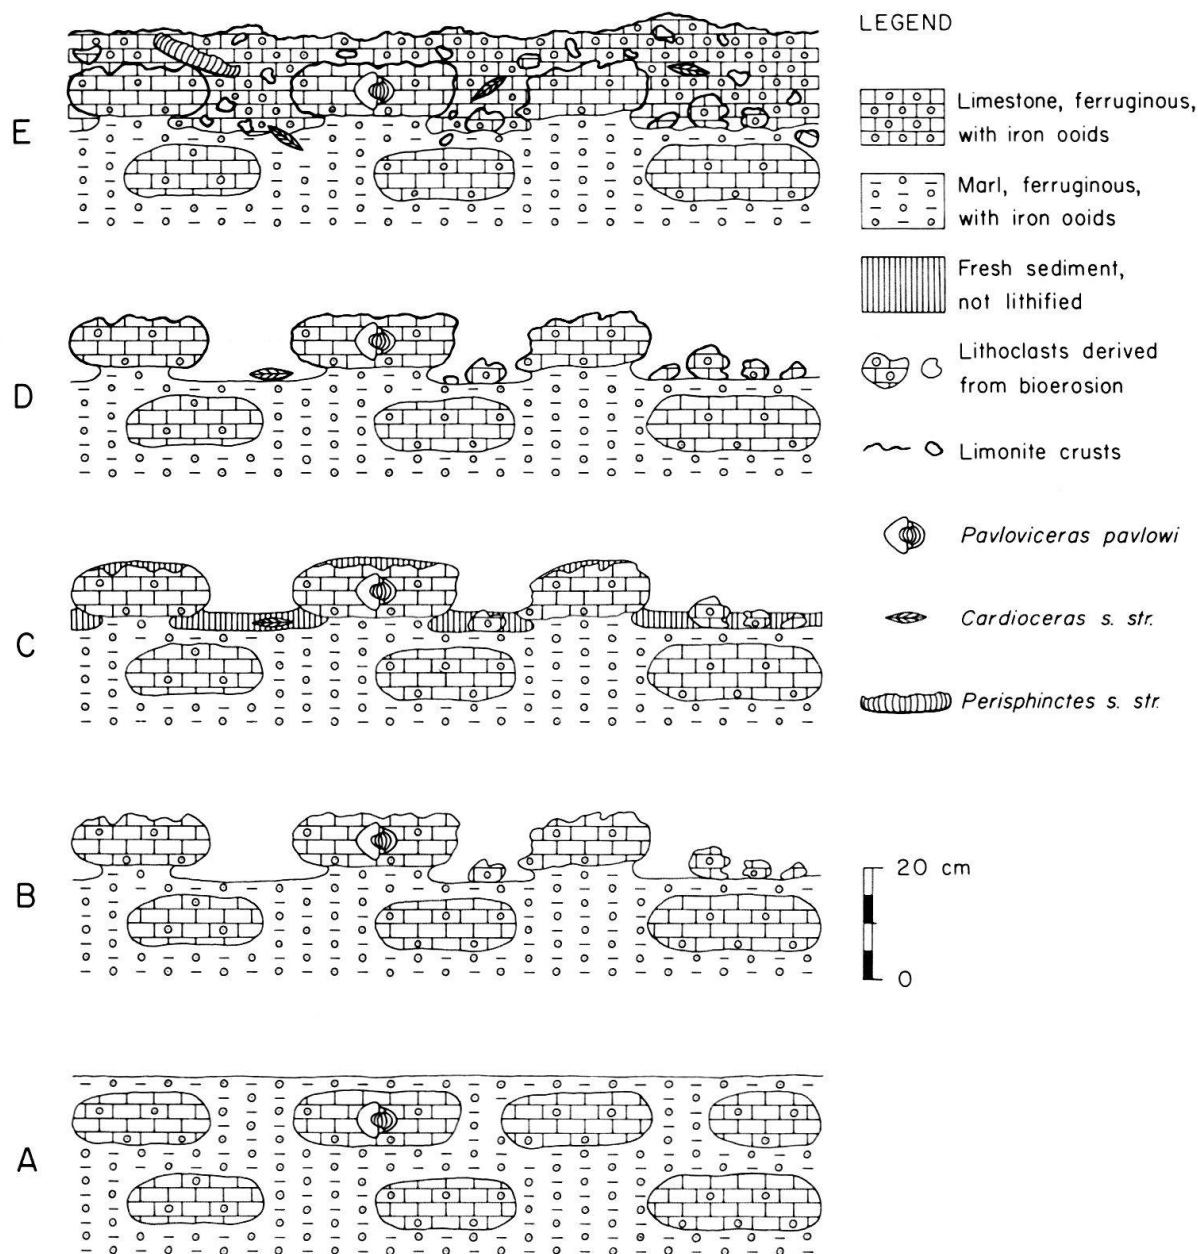 LEGEND
Limestone, ferruginous,
with iron ooids
Marl, ferruginous,
with iron ooids
Fresh sediment,
not lithified
Lithoclasts derived
from bioerosion
Limonite crusts
Pavloviceras pavlowi
Cardioceras s. str.
Perisphinctes s. str.
E
D
C
B
20 cm
0
A